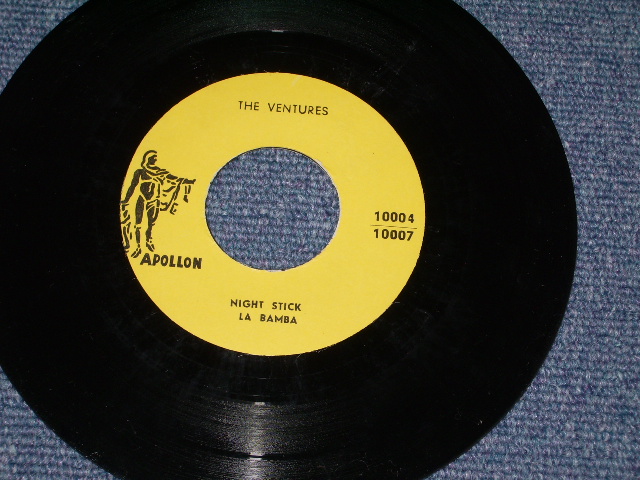 THE VENTURES
10004
10007
APOLLON
NIGHT STICK
LA BAMBA